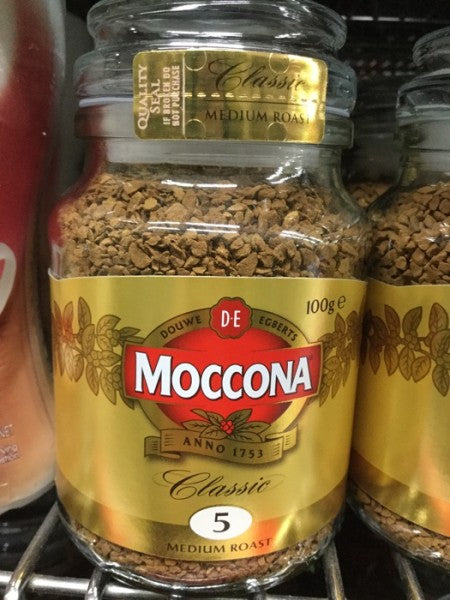 QUALITY
SEAL
IF BROKEN DO
NOT PURCHASE
Classic
MEDIUM ROAST
100g e
DOUWE D·E EGBERTS
MOCCONA
ANNO 1753
Classic
5
MEDIUM ROAST